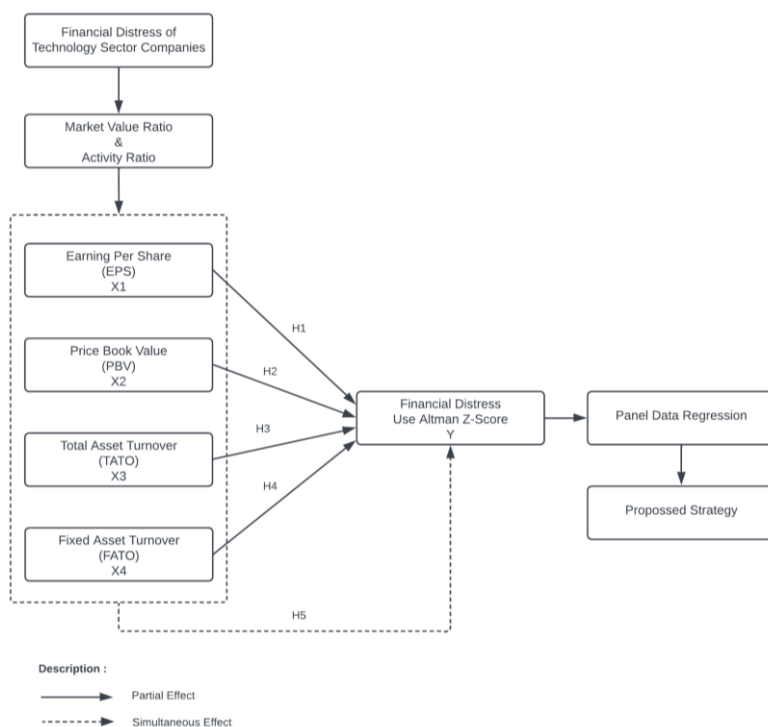 Financial Distress of
Technology Sector Companies
Market Value Ratio
&
Activity Ratio
Earning Per Share
(EPS)
X1
H1
Price Book Value
(PBV)
X2
H2
Total Asset Turnover
(TATO)
X3
H3
Fixed Asset Turnover
(FATO)
X4
H4
Financial Distress
Use Altman Z-Score
Y
Panel Data Regression
Propossed Strategy
H5
Description :
Partial Effect
Simultaneous Effect